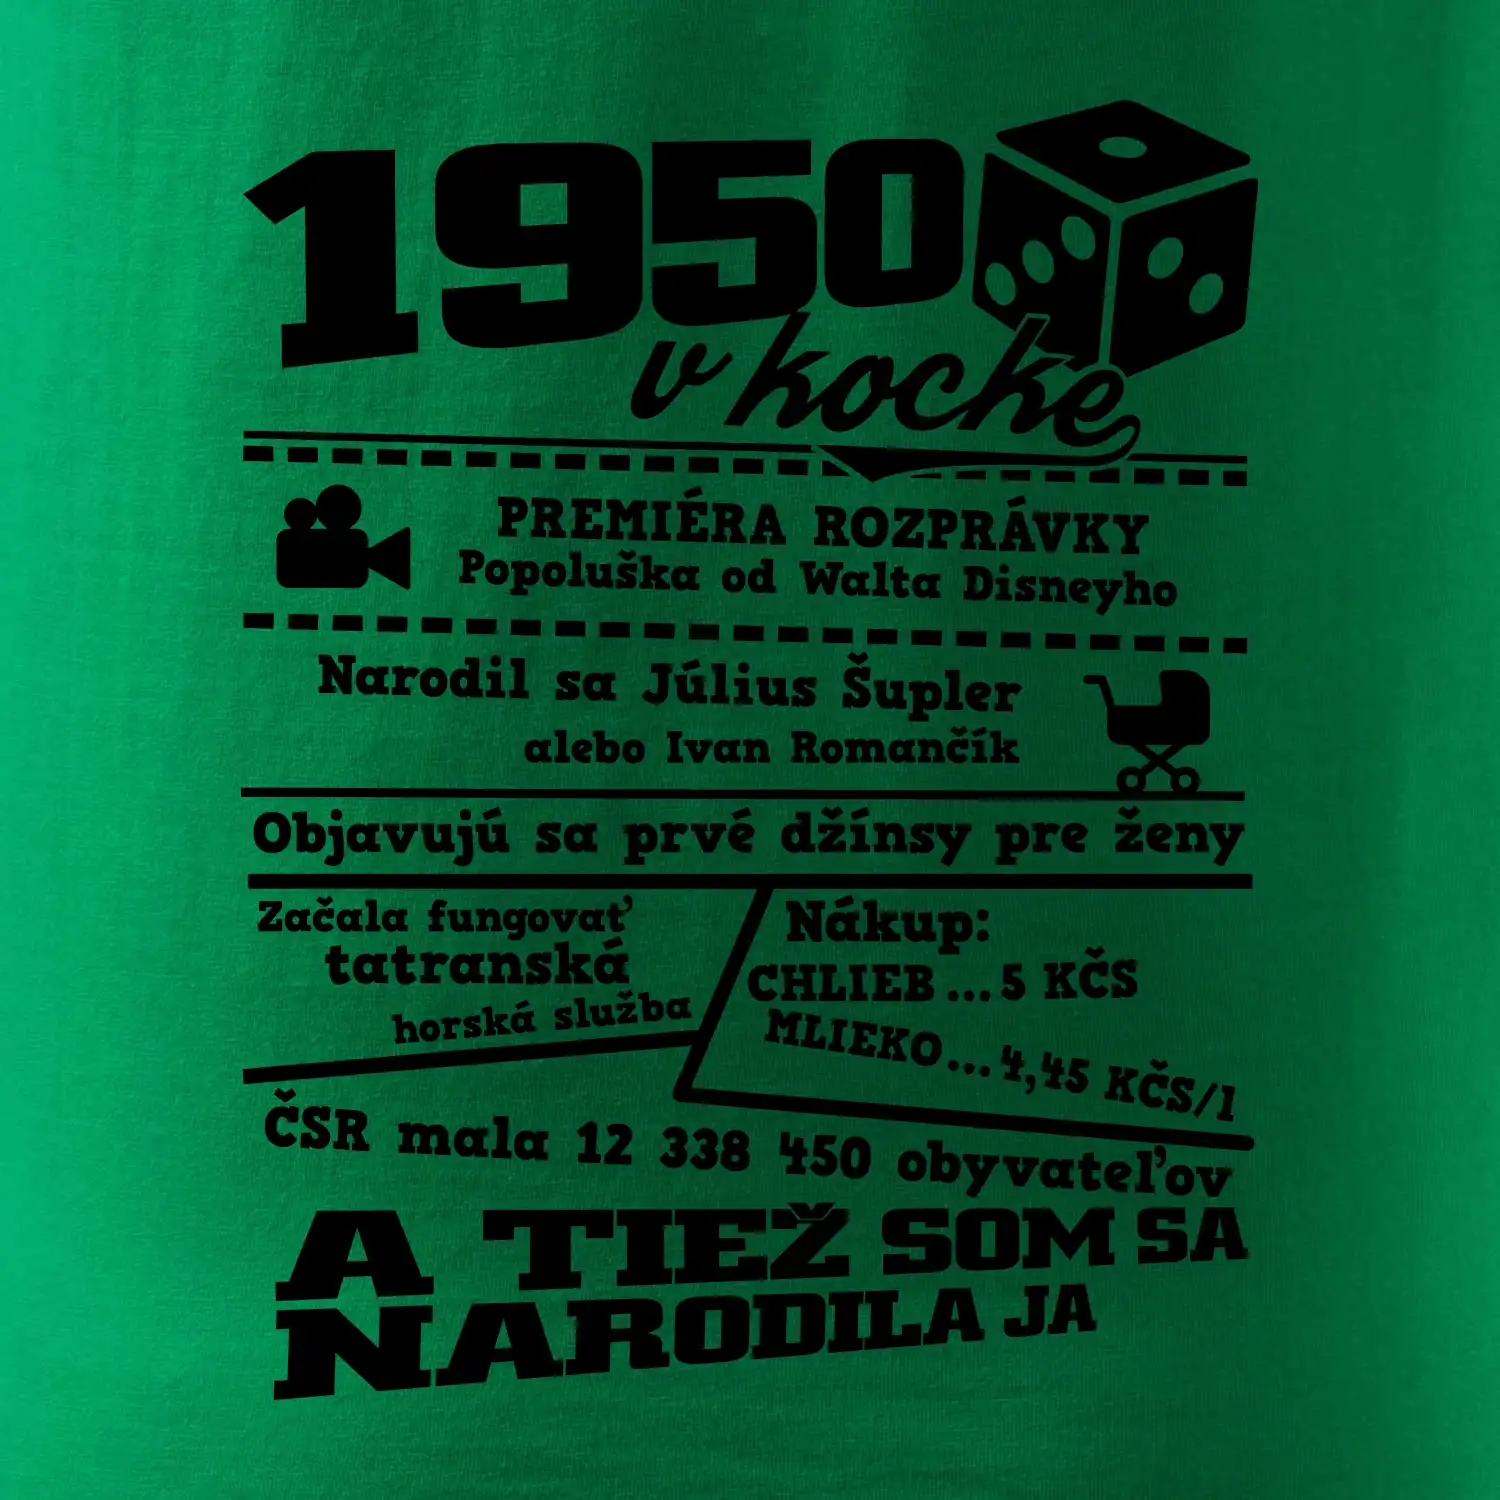 1950
v kocke
PREMIÉRA ROZPRÁVKY
Popoluška od Walta Disneyho
Narodil sa Július Šupler
alebo Ivan Romančík
Objavujú sa prvé džínsy pre ženy
Začala fungovať
tatranská
horská služba
Nákup:
CHLIEB...5 KČS
MLIEKO...4,45 KČS/l
ČSR mala 12 338 450 obyvateľov
A TIEŽ SOM SA
NARODILA JA